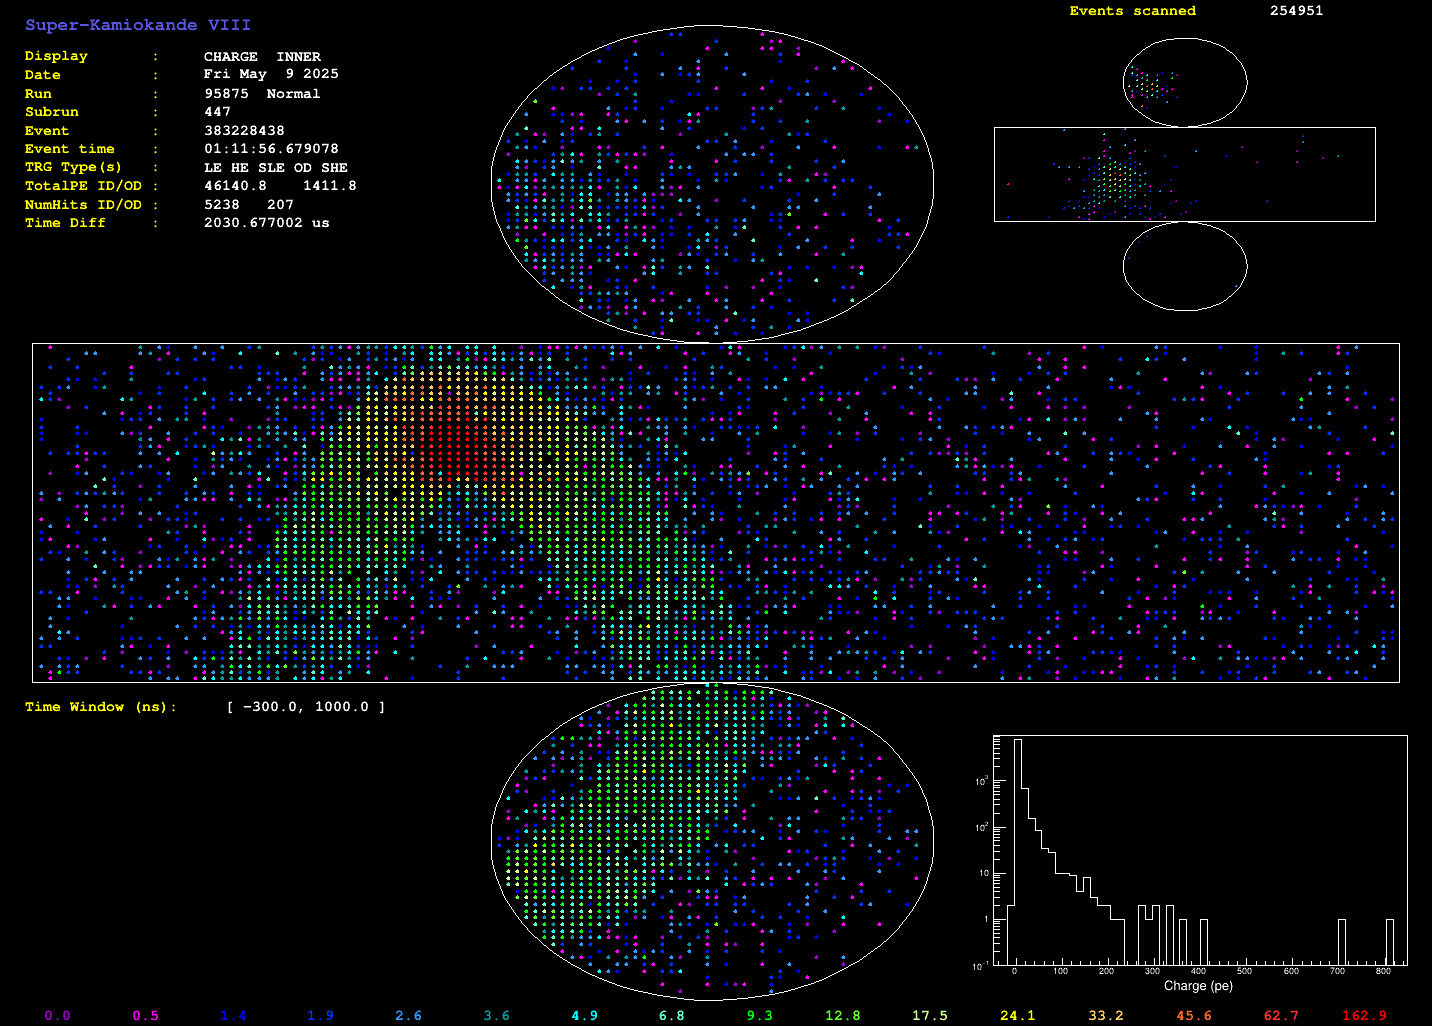 Super-Kamiokande VIII
Events scanned 254951
Display : CHARGE INNER
Date : Fri May 9 2025
Run : 95875 Normal
Subrun : 447
Event : 383228438
Event time : 01:11:56.679078
TRG Type(s) : LE HE SLE OD SHE
TotalPE ID/OD : 46140.8 1411.8
NumHits ID/OD : 5238 207
Time Diff : 2030.677002 us
Time Window (ns): [ -300.0, 1000.0 ]
10³
10²
10
1
10⁻¹
0 100 200 300 400 500 600 700 800
Charge (pe)
0.0 0.5 1.4 1.9 2.6 3.6 4.9 6.8 9.3 12.8 17.5 24.1 33.2 45.6 62.7 162.9